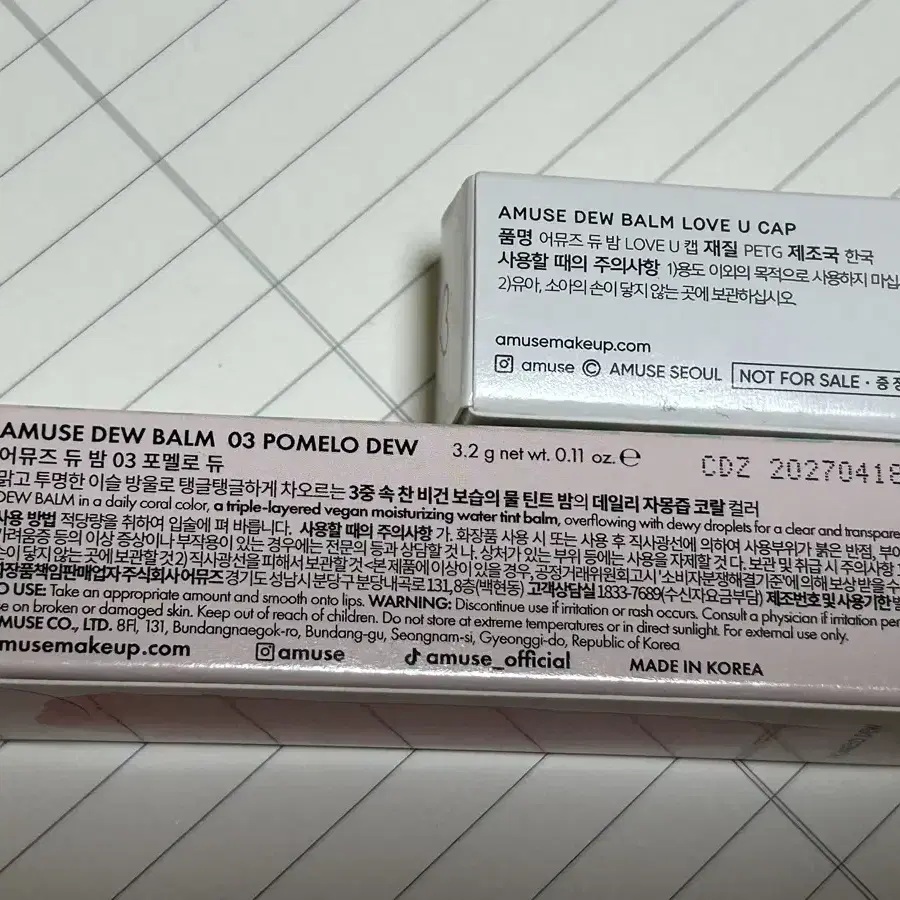 AMUSE DEW BALM LOVE U CAP
품명 어뮤즈 듀 밤 LOVE U 캡 재질 PETG 제조국 한국
사용할 때의 주의사항 1)용도 이외의 목적으로 사용하지 마십
2)유아, 소아의 손이 닿지 않는 곳에 보관하십시오.
amusemakeup.com
amuse © AMUSE SEOUL NOT FOR SALE · 증정
AMUSE DEW BALM 03 POMELO DEW 3.2 g net wt. 0.11 oz. ℮ CDZ 20270418
어뮤즈 듀 밤 03 포멜로 듀
맑고 투명한 이슬 방울로 탱글탱글하게 차오르는 3중 속 찬 비건 보습의 물 틴트 밤의 데일리 자몽즙 코랄 컬러
DEW BALM in a daily coral color, a triple-layered vegan moisturizing water tint balm, overflowing with dewy droplets for a clear and transpare
사용 방법 적당량을 취하여 입술에 펴 바릅니다. 사용할 때의 주의사항 가. 화장품 사용 시 또는 사용 후 직사광선에 의하여 사용부위가 붉은 반점, 부어
가려움증 등의 이상 증상이나 부작용이 있는 경우에는 전문의 등과 상담할 것 나. 상처가 있는 부위 등에는 사용을 자제할 것 다. 보관 및 취급 시 주의사항
손이 닿지 않는 곳에 보관할 것 2) 직사광선을 피해서 보관할 것 <본 제품에 이상이 있을 경우, 공정거래위원회고시 '소비자분쟁해결기준'에 의해 보상 받을 수
화장품책임판매업자 주식회사 어뮤즈 경기도 성남시 분당구 분당내곡로 131, 8층(백현동) 고객상담실 1833-7689(수신자요금부담) 제조번호 및 사용기한
TO USE: Take an appropriate amount and smooth onto lips. WARNING: Discontinue use if irritation or rash occurs. Consult a physician if irritation per
se on broken or damaged skin. Keep out of reach of children. Do not store at extreme temperatures or in direct sunlight. For external use only.
MUSE CO., LTD. 8Fl, 131, Bundangnaegok-ro, Bundang-gu, Seongnam-si, Gyeonggi-do, Republic of Korea
musemakeup.com amuse amuse_official MADE IN KOREA